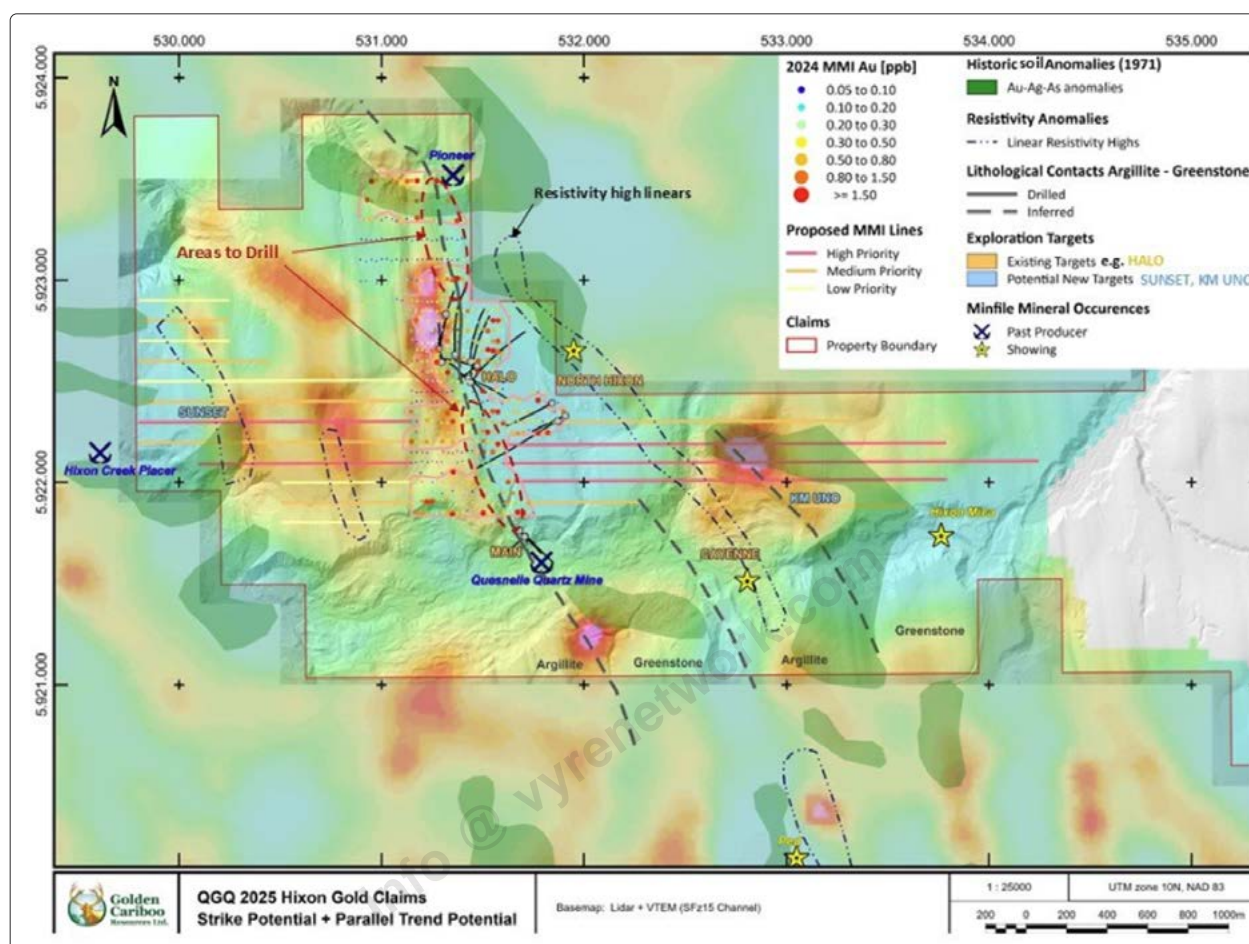 530.000 531.000 532.000 533.000 534.000 535.000
5.924.000
5.923.000
5.922.000
5.921.000
N
2024 MMI Au [ppb]
0.05 to 0.10
0.10 to 0.20
0.20 to 0.30
0.30 to 0.50
0.50 to 0.80
0.80 to 1.50
>= 1.50
Proposed MMI Lines
High Priority
Medium Priority
Low Priority
Claims
Property Boundary
Historic soil Anomalies (1971)
Au-Ag-As anomalies
Resistivity Anomalies
Linear Resistivity Highs
Lithological Contacts Argillite - Greenstone
Drilled
Inferred
Exploration Targets
Existing Targets e.g. HALO
Potential New Targets SUNSET, KM UNO
Minfile Mineral Occurences
Past Producer
Showing
Pioneer
Resistivity high linears
Areas to Drill
HALO
NORTH HIXON
SUNSET
Hixon Creek Placer
KM UNO
MAIN
CAYENNE
Quesnelle Quartz Mine
Greenstone
Argillite Greenstone Argillite
info @ vyrenetworth.com
Golden
Cariboo
Resources Ltd.
QGQ 2025 Hixon Gold Claims
Strike Potential + Parallel Trend Potential
Basemap: Lidar + VTEM (SFz15 Channel)
1 : 25000 UTM zone 10N, NAD 83
200 0 200 400 600 800 1000m